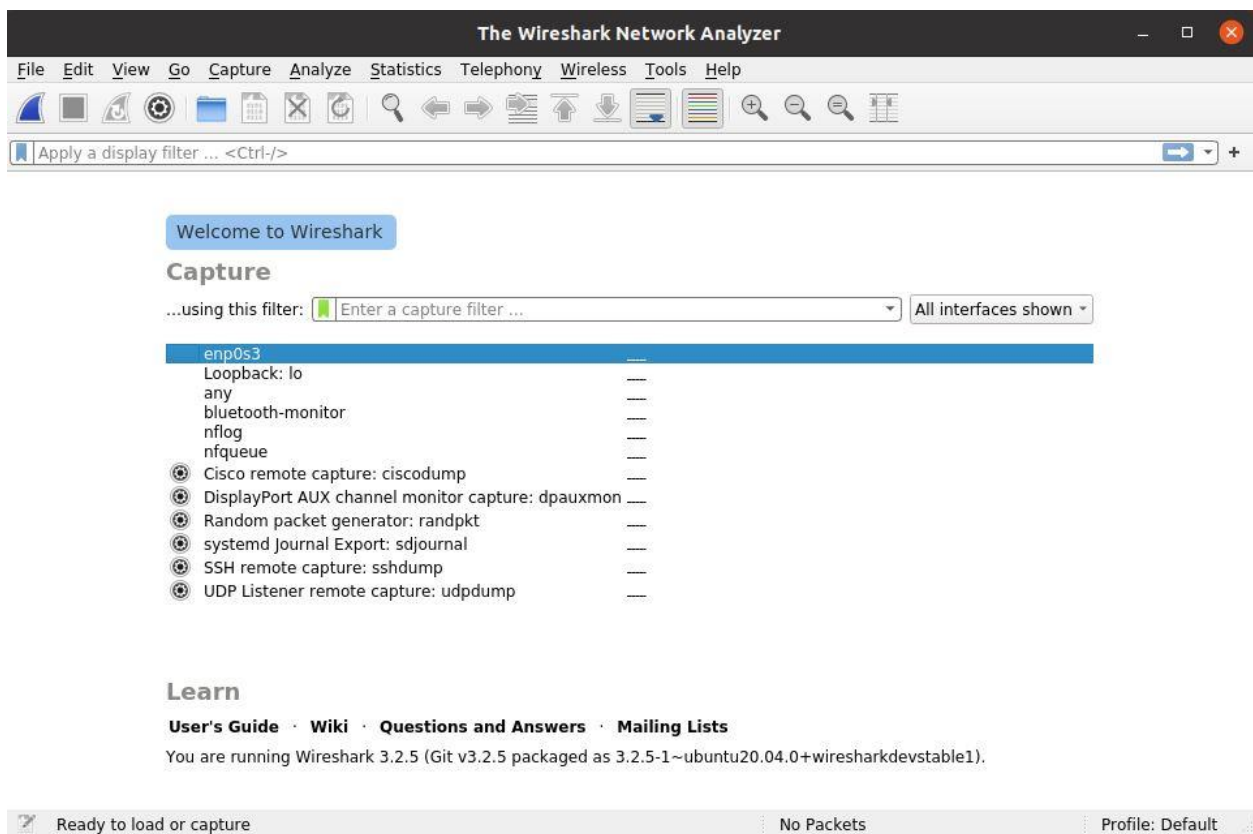 The Wireshark Network Analyzer
File Edit View Go Capture Analyze Statistics Telephony Wireless Tools Help
Apply a display filter ... <Ctrl-/>
+
Welcome to Wireshark
Capture
...using this filter: Enter a capture filter ... All interfaces shown
enp0s3
Loopback: lo
any
bluetooth-monitor
nflog
nfqueue
Cisco remote capture: ciscodump
DisplayPort AUX channel monitor capture: dpauxmon
Random packet generator: randpkt
systemd Journal Export: sdjournal
SSH remote capture: sshdump
UDP Listener remote capture: udpdump
Learn
User's Guide · Wiki · Questions and Answers · Mailing Lists
You are running Wireshark 3.2.5 (Git v3.2.5 packaged as 3.2.5-1~ubuntu20.04.0+wiresharkdevstable1).
Ready to load or capture No Packets Profile: Default